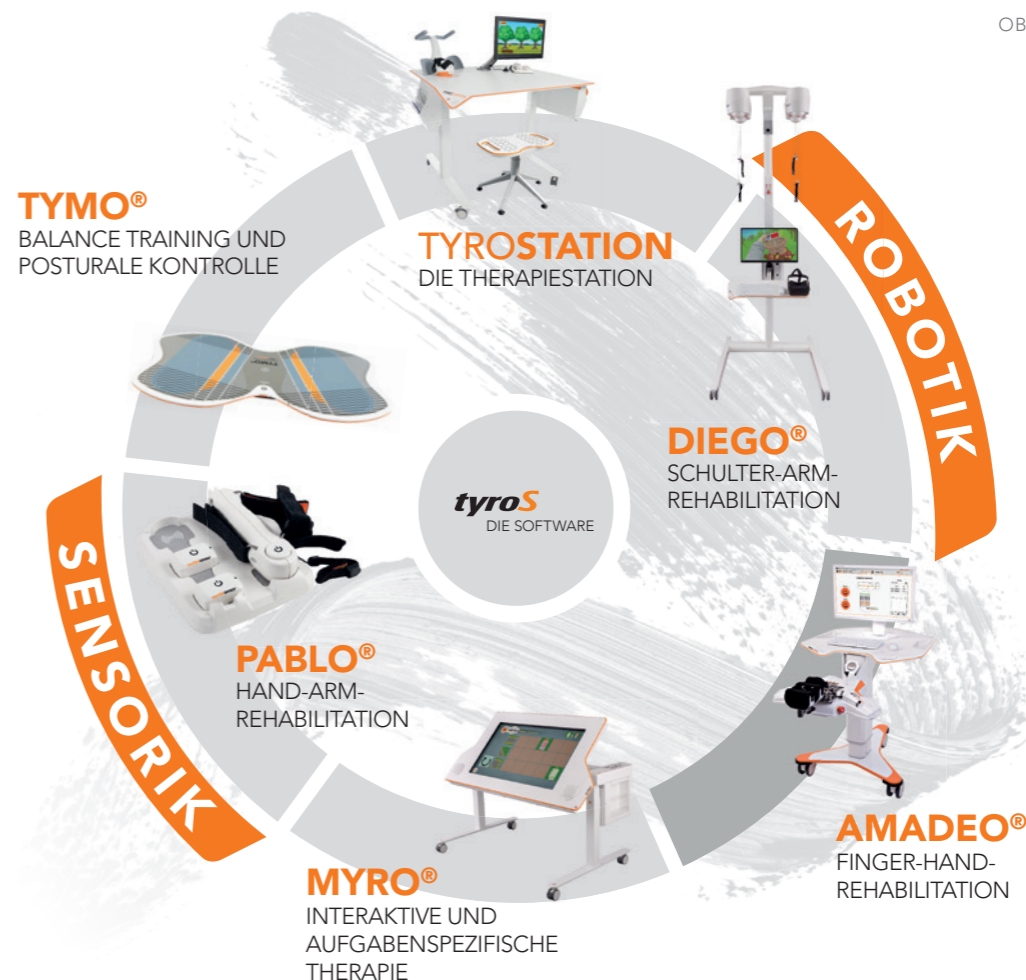 OB
TYMO®
BALANCE TRAINING UND
POSTURALE KONTROLLE
TYROSTATION
DIE THERAPIESTATION
ROBOTIK
DIEGO®
SCHULTER-ARM-
REHABILITATION
tyroS
DIE SOFTWARE
SENSORIK
PABLO®
HAND-ARM-
REHABILITATION
AMADEO®
FINGER-HAND-
REHABILITATION
MYRO®
INTERAKTIVE UND
AUFGABENSPEZIFISCHE
THERAPIE